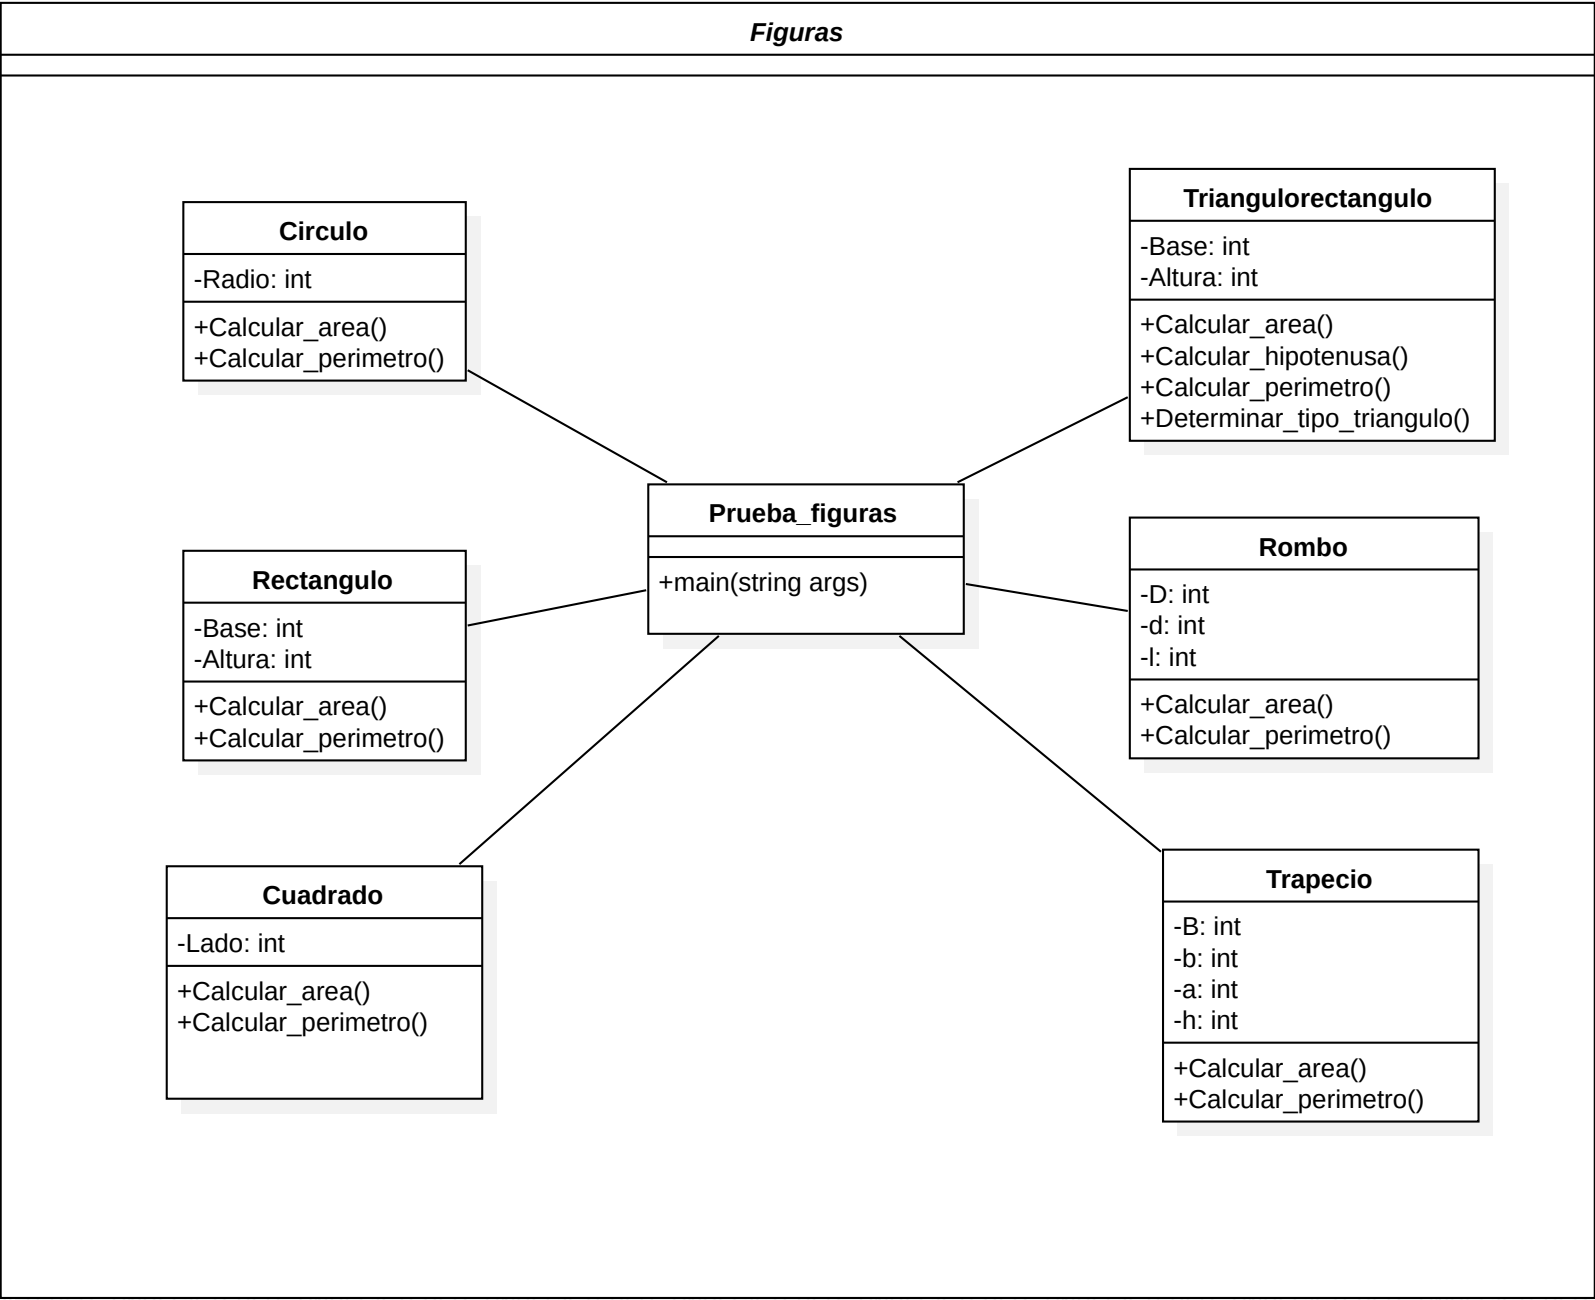 Figuras
Circulo
-Radio: int
+Calcular_area()
+Calcular_perimetro()
Triangulorectangulo
-Base: int
-Altura: int
+Calcular_area()
+Calcular_hipotenusa()
+Calcular_perimetro()
+Determinar_tipo_triangulo()
Prueba_figuras
+main(string args)
Rectangulo
-Base: int
-Altura: int
+Calcular_area()
+Calcular_perimetro()
Rombo
-D: int
-d: int
-l: int
+Calcular_area()
+Calcular_perimetro()
Cuadrado
-Lado: int
+Calcular_area()
+Calcular_perimetro()
Trapecio
-B: int
-b: int
-a: int
-h: int
+Calcular_area()
+Calcular_perimetro()